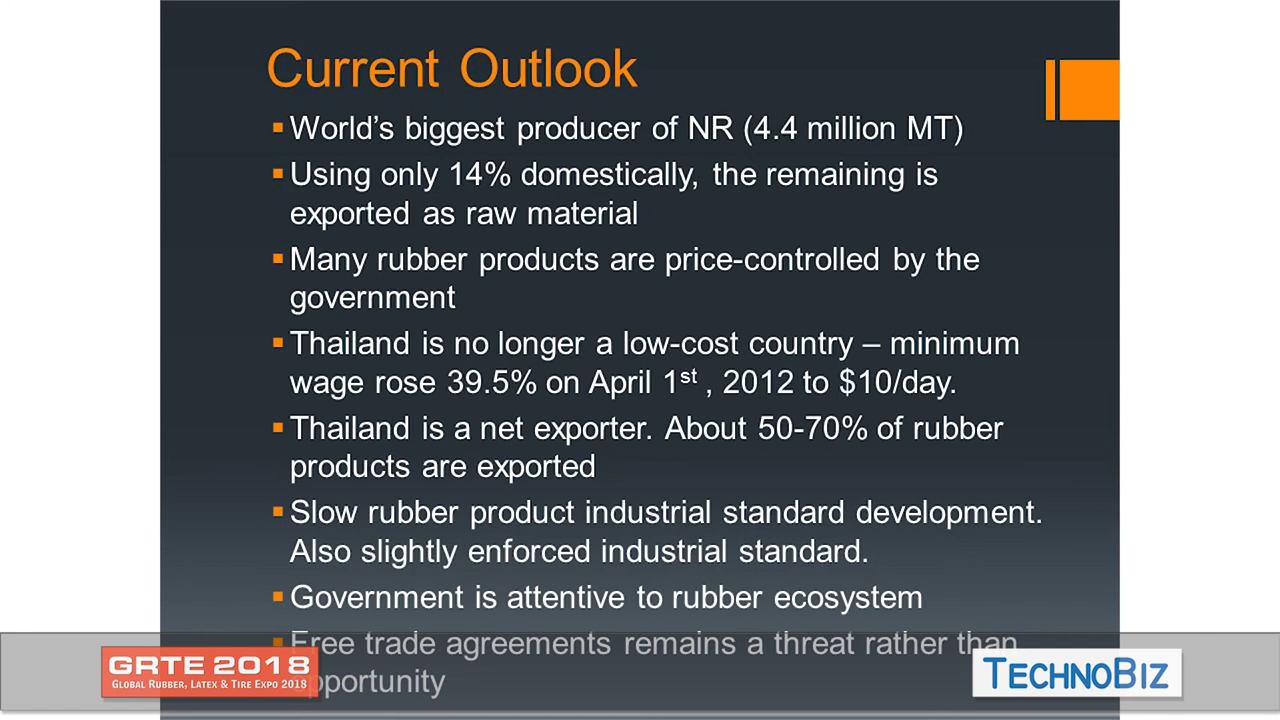 Current Outlook
▪World’s biggest producer of NR (4.4 million MT)
▪Using only 14% domestically, the remaining is
exported as raw material
▪Many rubber products are price-controlled by the
government
▪Thailand is no longer a low-cost country – minimum
wage rose 39.5% on April 1st , 2012 to $10/day.
▪Thailand is a net exporter. About 50-70% of rubber
products are exported
▪Slow rubber product industrial standard development.
Also slightly enforced industrial standard.
▪Government is attentive to rubber ecosystem
▪Free trade agreements remains a threat rather than
opportunity
GRTE 2018
GLOBAL RUBBER, LATEX & TIRE EXPO 2018
TECHNOBIZ